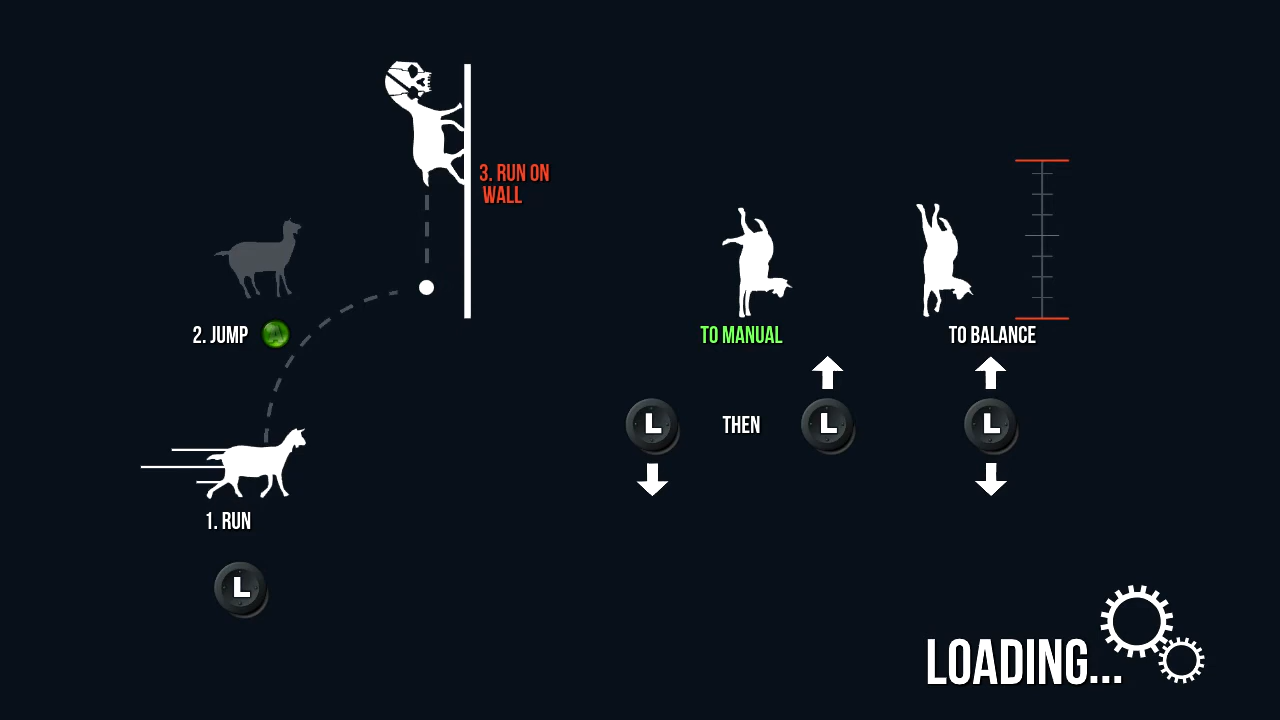 3. RUN ON
WALL
2. JUMP A
TO MANUAL
TO BALANCE
L THEN L
L
1. RUN
L
LOADING...